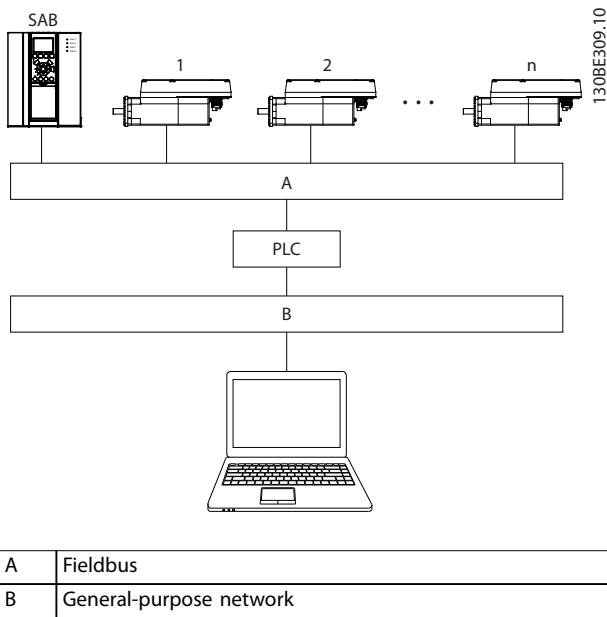 SAB
1
2
n
...
130BE309.10
A
PLC
B
A Fieldbus
B General-purpose network